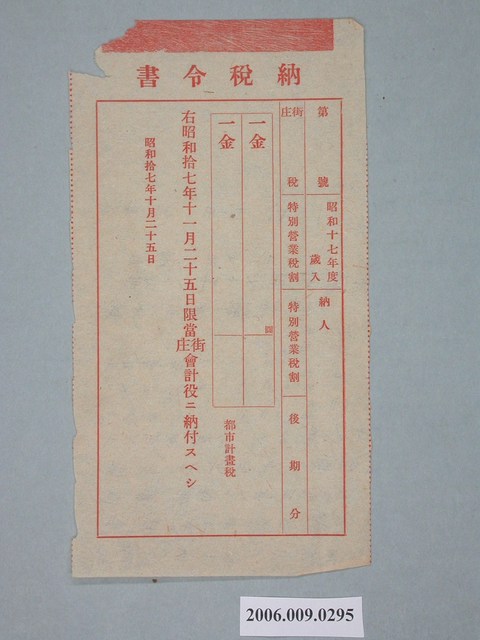 納稅令書
第 號
昭和十七年度
歲入
納人
街庄 稅
特別營業稅割
特別營業稅割
後期分
一金
圓
一金
都市計畫稅
右昭和拾七年十一月二十五日限當街庄會計役ニ納付スヘシ
昭和拾七年十月二十五日
2006.009.0295